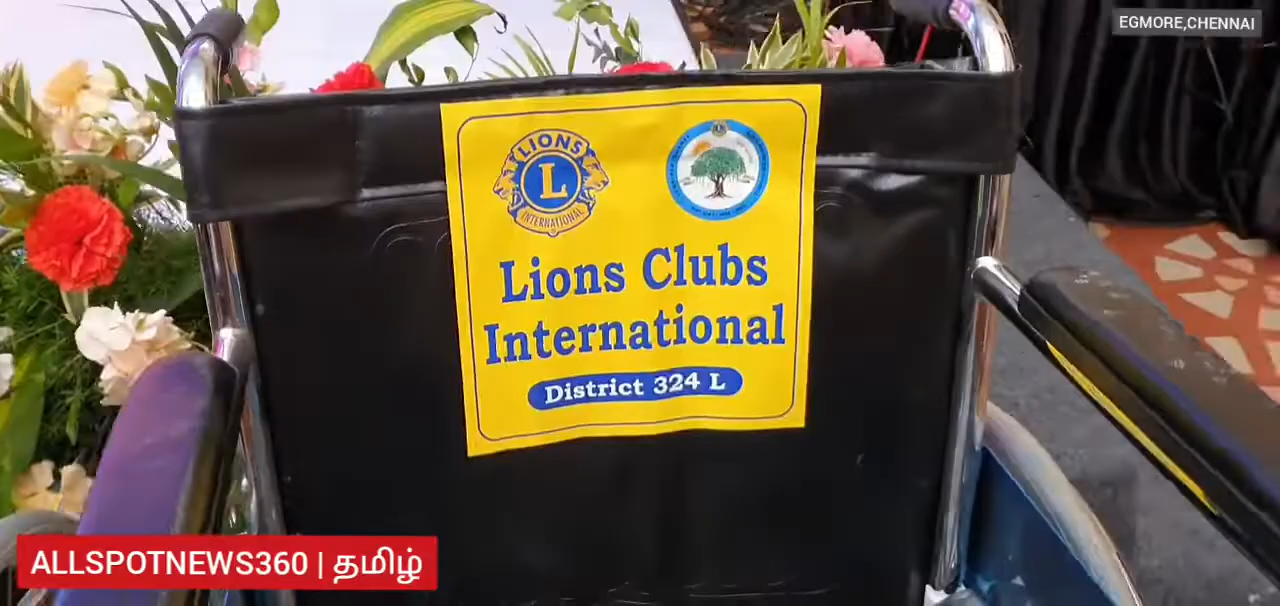 EGMORE,CHENNAI
LIONS
L
INTERNATIONAL
Lions Clubs
International
District 324 L
ALLSPOTNEWS360 | தமிழ்